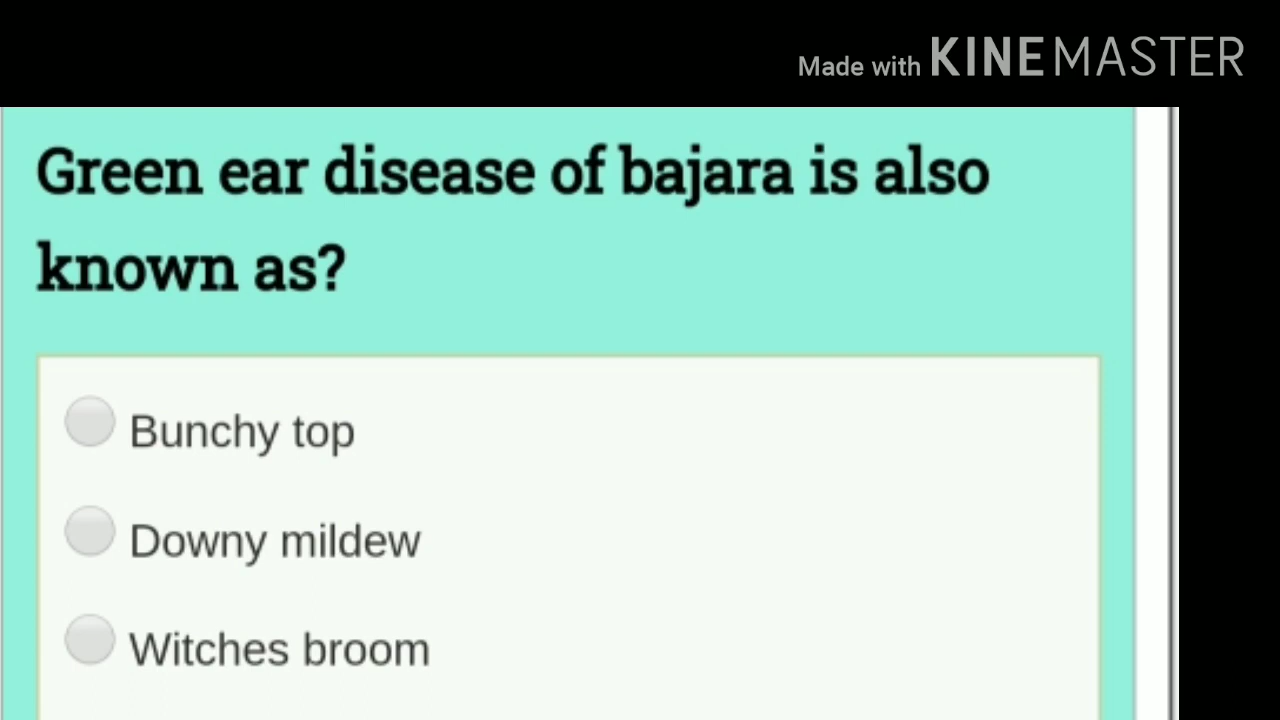 Made with KINEMASTER
Green ear disease of bajara is also
known as?
Bunchy top
Downy mildew
Witches broom